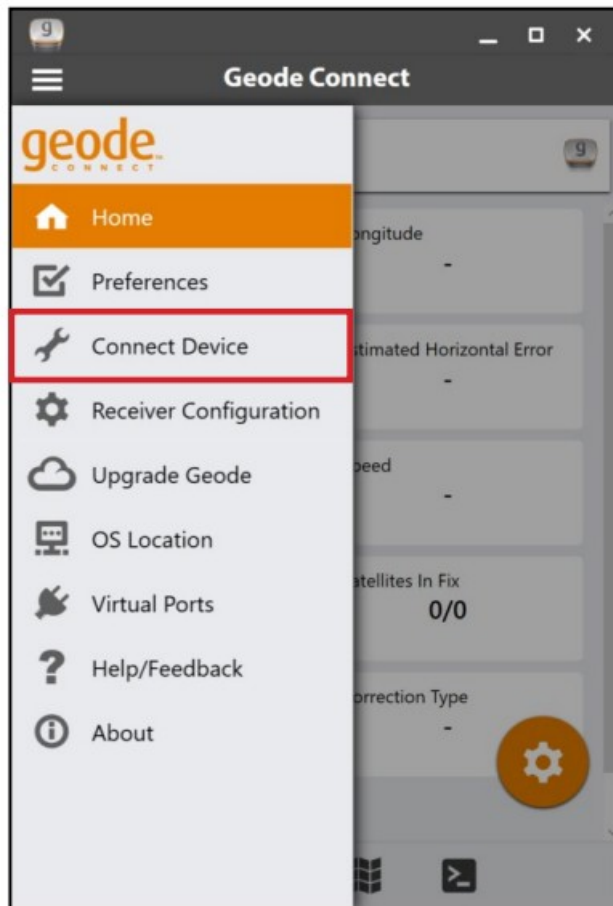 g
Geode Connect
geode
CONNECT
g
Home
Preferences
Connect Device
Receiver Configuration
Upgrade Geode
OS Location
Virtual Ports
Help/Feedback
About
ongitude
-
stimated Horizontal Error
-
peed
-
atellites In Fix
0/0
orrection Type
-